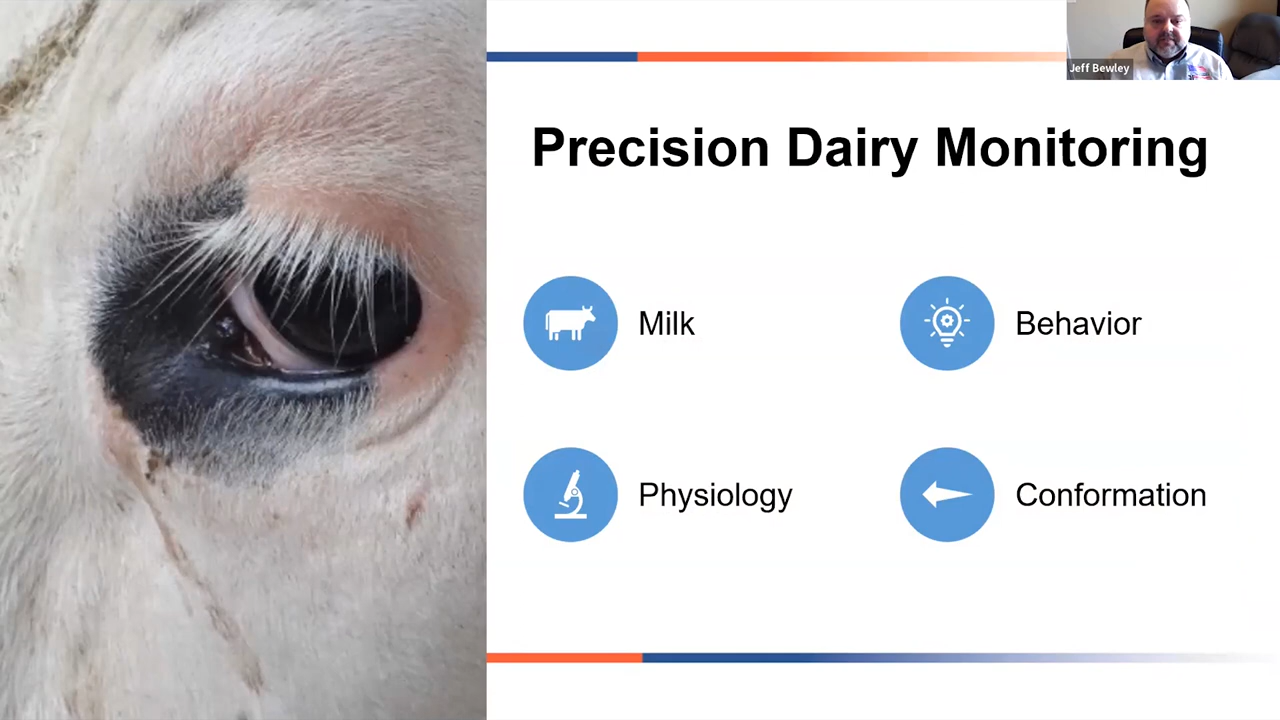 Jeff Bewley
Precision Dairy Monitoring
Milk
Behavior
Physiology
Conformation